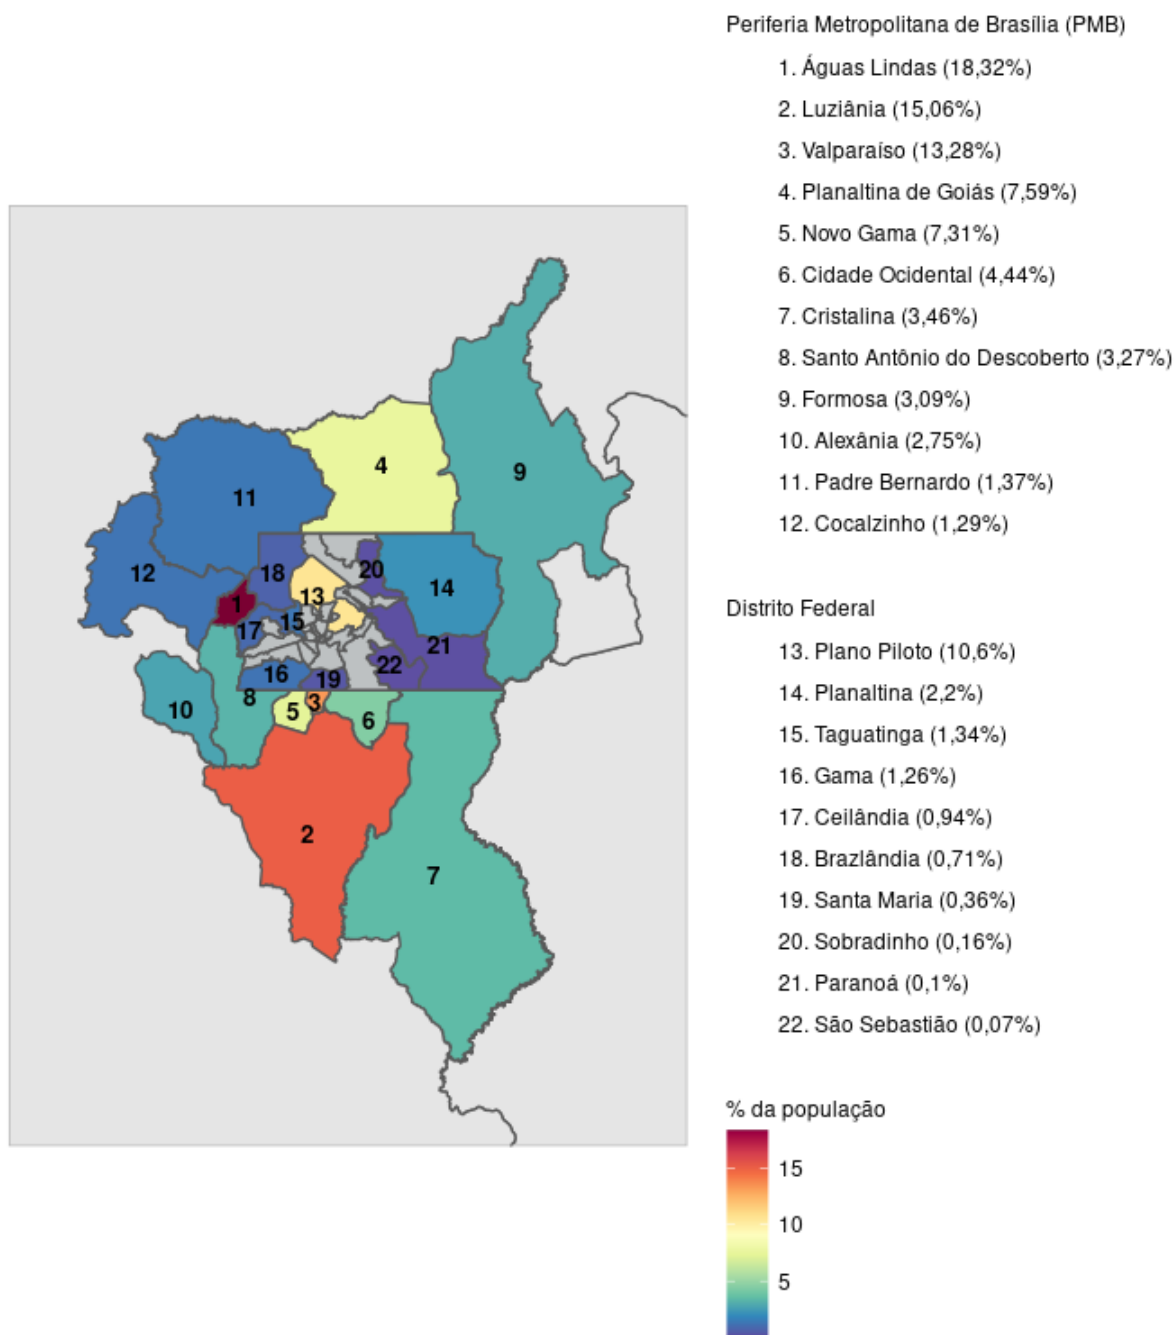 Periferia Metropolitana de Brasília (PMB)
1. Águas Lindas (18,32%)
2. Luziânia (15,06%)
3. Valparaíso (13,28%)
4. Planaltina de Goiás (7,59%)
5. Novo Gama (7,31%)
6. Cidade Ocidental (4,44%)
7. Cristalina (3,46%)
8. Santo Antônio do Descoberto (3,27%)
9. Formosa (3,09%)
10. Alexânia (2,75%)
11. Padre Bernardo (1,37%)
12. Cocalzinho (1,29%)
Distrito Federal
13. Plano Piloto (10,6%)
14. Planaltina (2,2%)
15. Taguatinga (1,34%)
16. Gama (1,26%)
17. Ceilândia (0,94%)
18. Brazlândia (0,71%)
19. Santa Maria (0,36%)
20. Sobradinho (0,16%)
21. Paranoá (0,1%)
22. São Sebastião (0,07%)
% da população
15
10
5
4
9
11
12
18
20
14
13
1
15
17
21
22
16
19
8
10
5
3
6
2
7